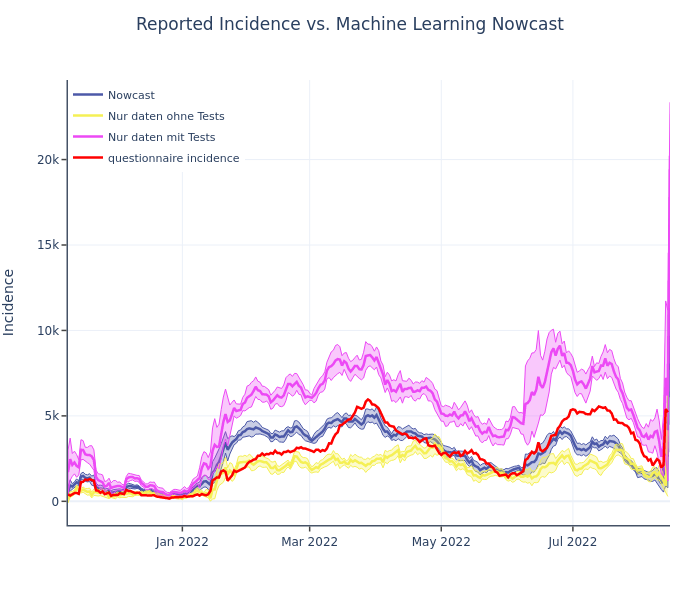 Reported Incidence vs. Machine Learning Nowcast
Nowcast
Nur daten ohne Tests
Nur daten mit Tests
questionnaire incidence
Incidence
20k
15k
10k
5k
0
Jan 2022
Mar 2022
May 2022
Jul 2022